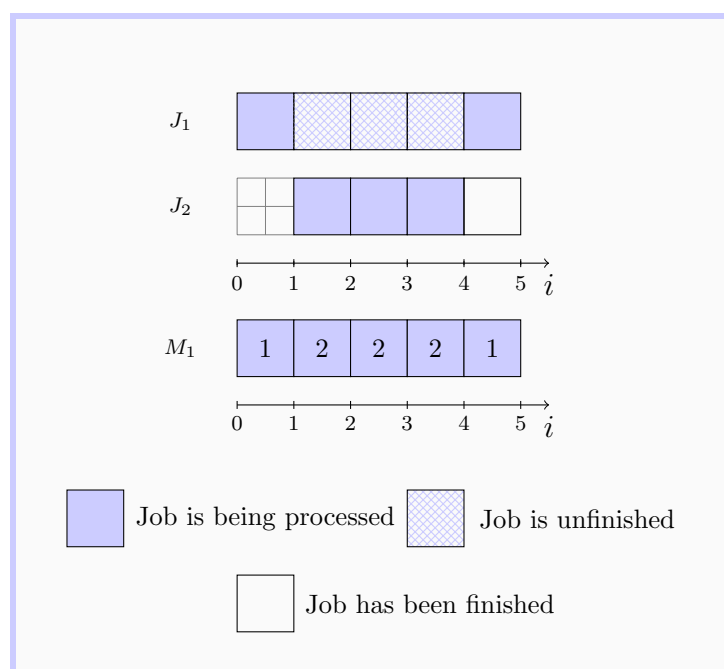 J1
J2
0 1 2 3 4 5 i
M1 1 2 2 2 1
0 1 2 3 4 5 i
Job is being processed Job is unfinished
Job has been finished